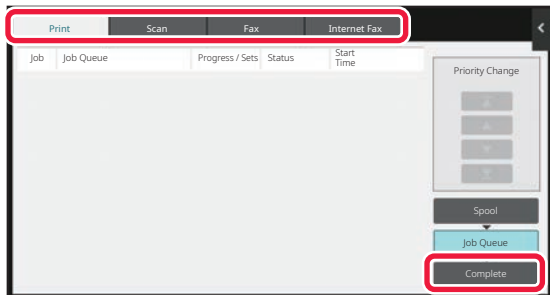 Print Scan Fax Internet Fax
Job Job Queue Progress / Sets Status Start
Time
Priority Change
Spool
Job Queue
Complete